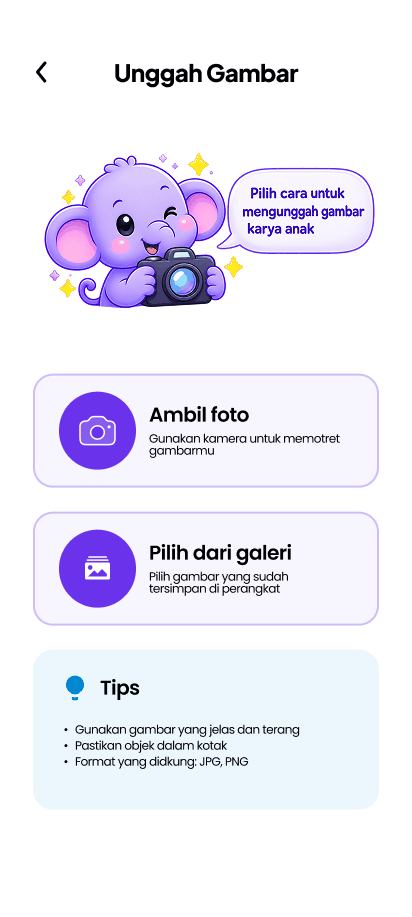 Unggah Gambar
Pilih cara untuk
mengunggah gambar
karya anak
Ambil foto
Gunakan kamera untuk memotret
gambarmu
Pilih dari galeri
Pilih gambar yang sudah
tersimpan di perangkat
Tips
• Gunakan gambar yang jelas dan terang
• Pastikan objek dalam kotak
• Format yang didkung: JPG, PNG